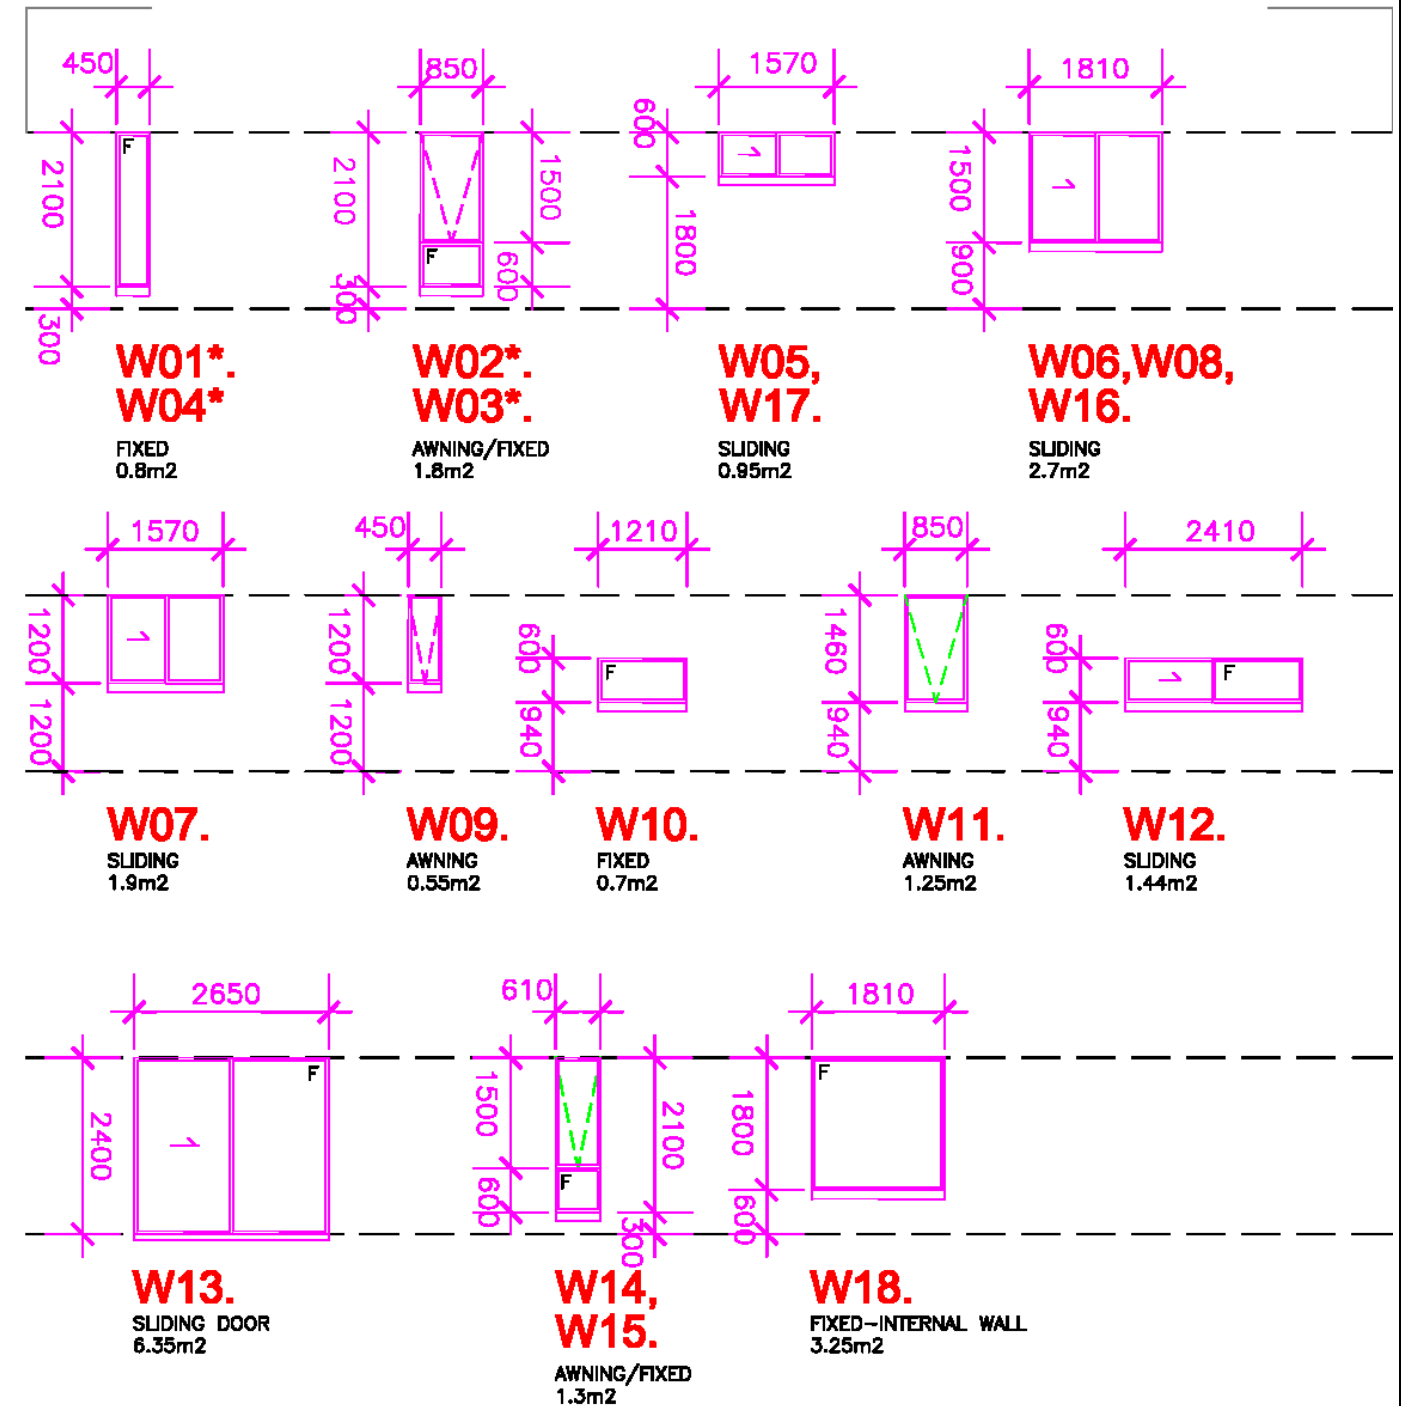 450
850
1570
1810
F
2100
300
2100
300
1500
600
F
600
1800
1500
900
W01*.
W04*
FIXED
0.8m2
W02*.
W03*.
AWNING/FIXED
1.8m2
W05,
W17.
SLIDING
0.95m2
W06,W08,
W16.
SLIDING
2.7m2
1570
450
1210
850
2410
1200
1200
1200
1200
600
940
F
1460
940
600
940
F
W07.
SLIDING
1.9m2
W09.
AWNING
0.55m2
W10.
FIXED
0.7m2
W11.
AWNING
1.25m2
W12.
SLIDING
1.44m2
2650
610
1810
2400
F
1500
600
F
2100
300
1800
600
F
W13.
SLIDING DOOR
6.35m2
W14,
W15.
AWNING/FIXED
1.3m2
W18.
FIXED-INTERNAL WALL
3.25m2